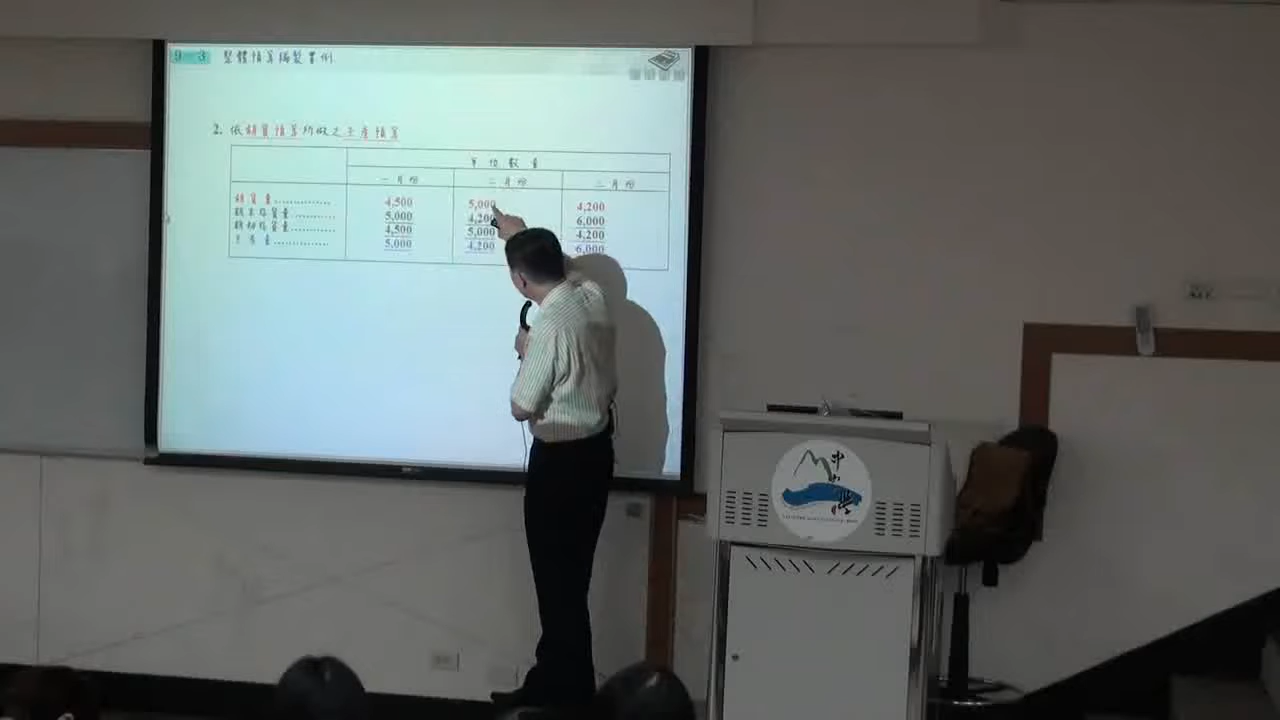 9－3 整體預算編製實例
2. 依銷貨預算所做之生產預算
單位數量
一月份 二月份 三月份
銷貨量.............. 4,500 5,000 4,200
期末存貨量.......... 5,000 4,200 6,000
期初存貨量.......... 4,500 5,000 4,200
生產量.............. 5,000 4,200 6,000
中山學